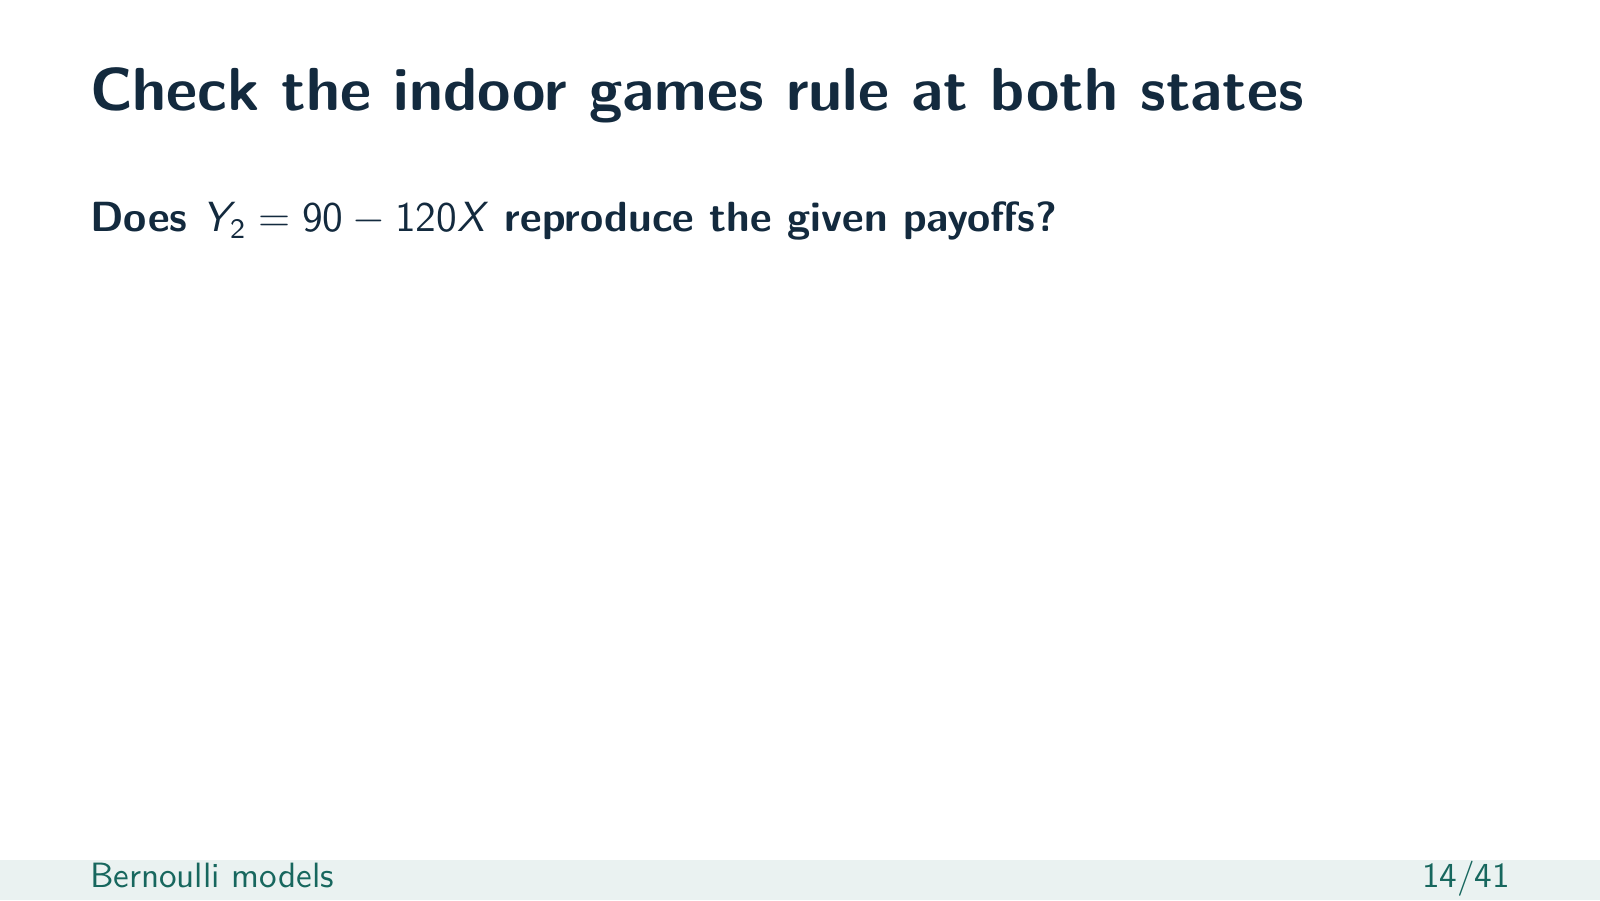 Check the indoor games rule at both states
Does Y₂ = 90 − 120X reproduce the given payoffs?
Bernoulli models
14/41